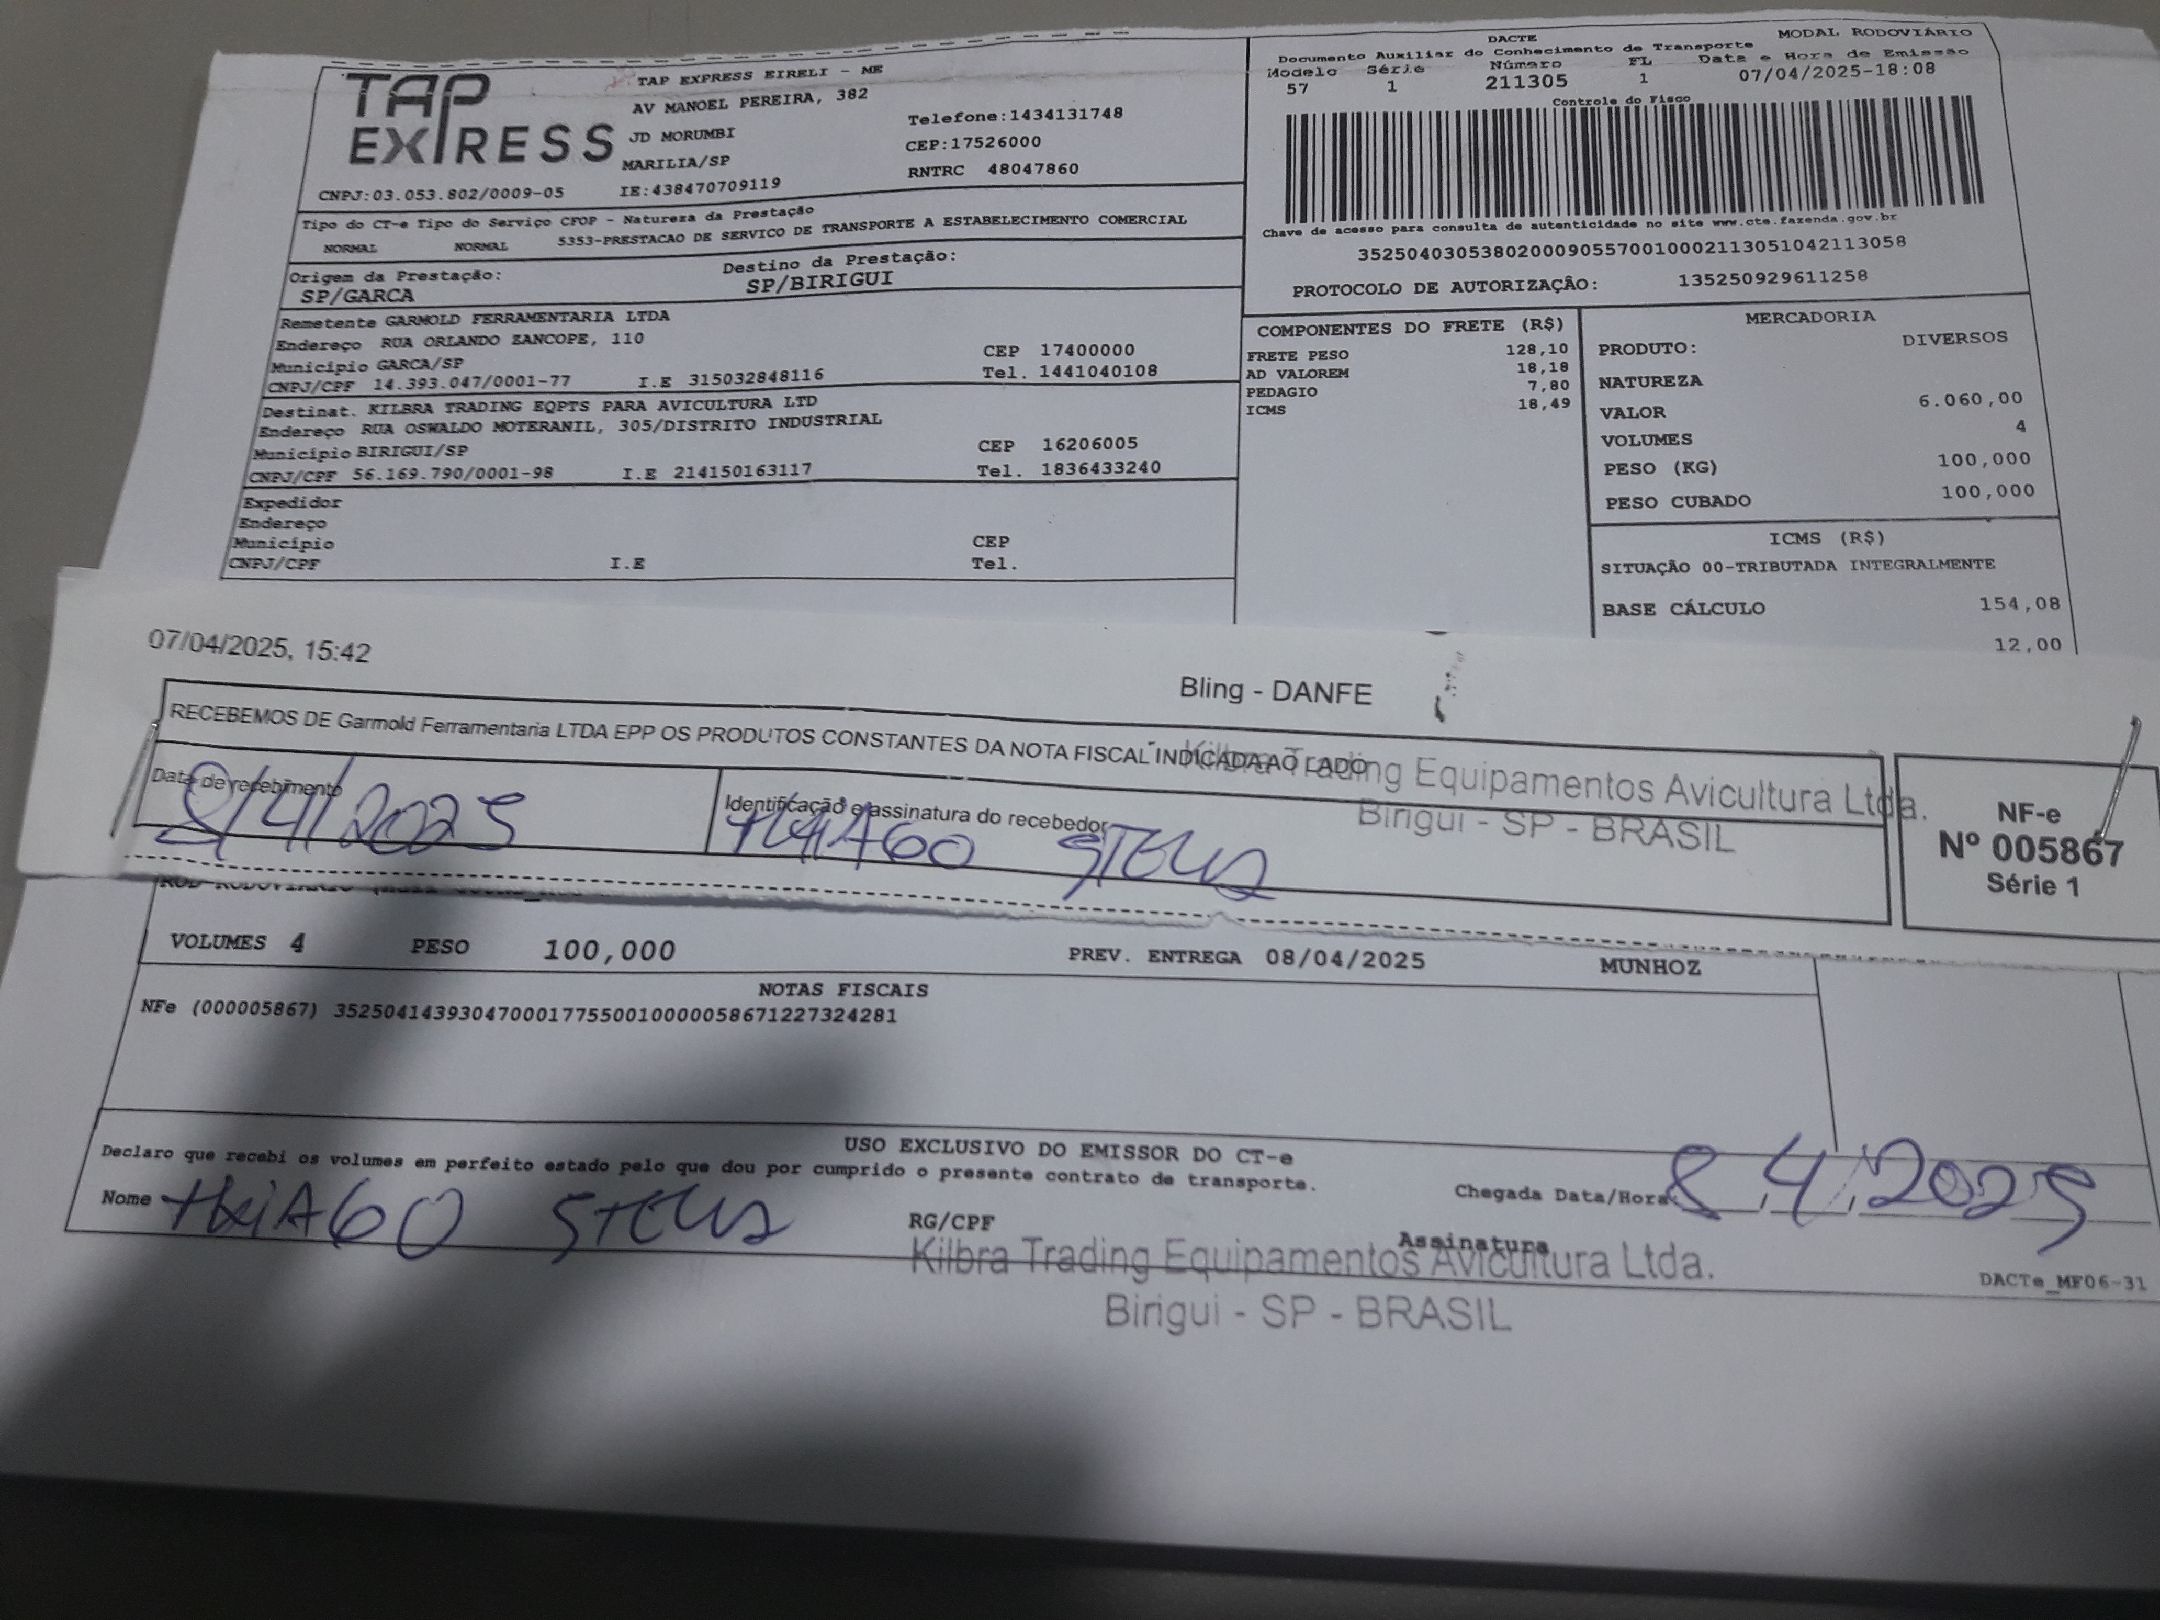 TAP EXPRESS
TAP EXPRESS EIRELI - ME
AV MANOEL PEREIRA, 382
JD MORUMBI
MARILIA/SP
Telefone:1434131748
CEP:17526000
RNTRC 48047860
CNPJ:03.053.802/0009-05 IE:438470709119
DACTE MODAL RODOVIÁRIO
Documento Auxiliar do Conhecimento de Transporte
Modelo Série Número FL Data e Hora de Emissão
57 1 211305 1 07/04/2025-18:08
Controle do Fisco
Chave de acesso para consulta de autenticidade no site www.cte.fazenda.gov.br
35250403053802000905570010002113051042113058
PROTOCOLO DE AUTORIZAÇÃO: 135250929611258
Tipo do CT-e Tipo do Serviço CFOP - Natureza da Prestação
NORMAL NORMAL 5353-PRESTACAO DE SERVICO DE TRANSPORTE A ESTABELECIMENTO COMERCIAL
Origem da Prestação: Destino da Prestação:
SP/GARCA SP/BIRIGUI
Remetente GARMOLD FERRAMENTARIA LTDA
Endereço RUA ORLANDO ZANCOPE, 110
Município GARCA/SP CEP 17400000
CNPJ/CPF 14.393.047/0001-77 I.E 315032848116 Tel. 1441040108
Destinat. KILBRA TRADING EQPTS PARA AVICULTURA LTD
Endereço RUA OSWALDO MOTERANIL, 305/DISTRITO INDUSTRIAL
Município BIRIGUI/SP CEP 16206005
CNPJ/CPF 56.169.790/0001-98 I.E 214150163117 Tel. 1836433240
Expedidor
Endereço
Município CEP
CNPJ/CPF I.E Tel.
COMPONENTES DO FRETE (R$)
FRETE PESO 128,10
AD VALOREM 18,18
PEDAGIO 7,80
ICMS 18,49
MERCADORIA
PRODUTO: DIVERSOS
NATUREZA
VALOR 6.060,00
VOLUMES 4
PESO (KG) 100,000
PESO CUBADO 100,000
ICMS (R$)
SITUAÇÃO 00-TRIBUTADA INTEGRALMENTE
BASE CÁLCULO 154,08
12,00
07/04/2025, 15:42
Bling - DANFE
RECEBEMOS DE Garmold Ferramentaria LTDA EPP OS PRODUTOS CONSTANTES DA NOTA FISCAL INDICADA AO LADO
Kilbra Trading Equipamentos Avicultura Ltda.
Birigui - SP - BRASIL
Data de recebimento
8/4/2025
Identificação e assinatura do recebedor
THIAGO
NF-e
Nº 005867
Série 1
VOLUMES 4 PESO 100,000 PREV. ENTREGA 08/04/2025 MUNHOZ
NOTAS FISCAIS
NFe (000005867) 35250414393047000177550010000058671227324281
USO EXCLUSIVO DO EMISSOR DO CT-e
Declaro que recebi os volumes em perfeito estado pelo que dou por cumprido o presente contrato de transporte.
Nome THIAGO
RG/CPF
Chegada Data/Hora: 8/4/2025
Assinatura
Kilbra Trading Equipamentos Avicultura Ltda.
Birigui - SP - BRASIL
DACTe_MF06-31